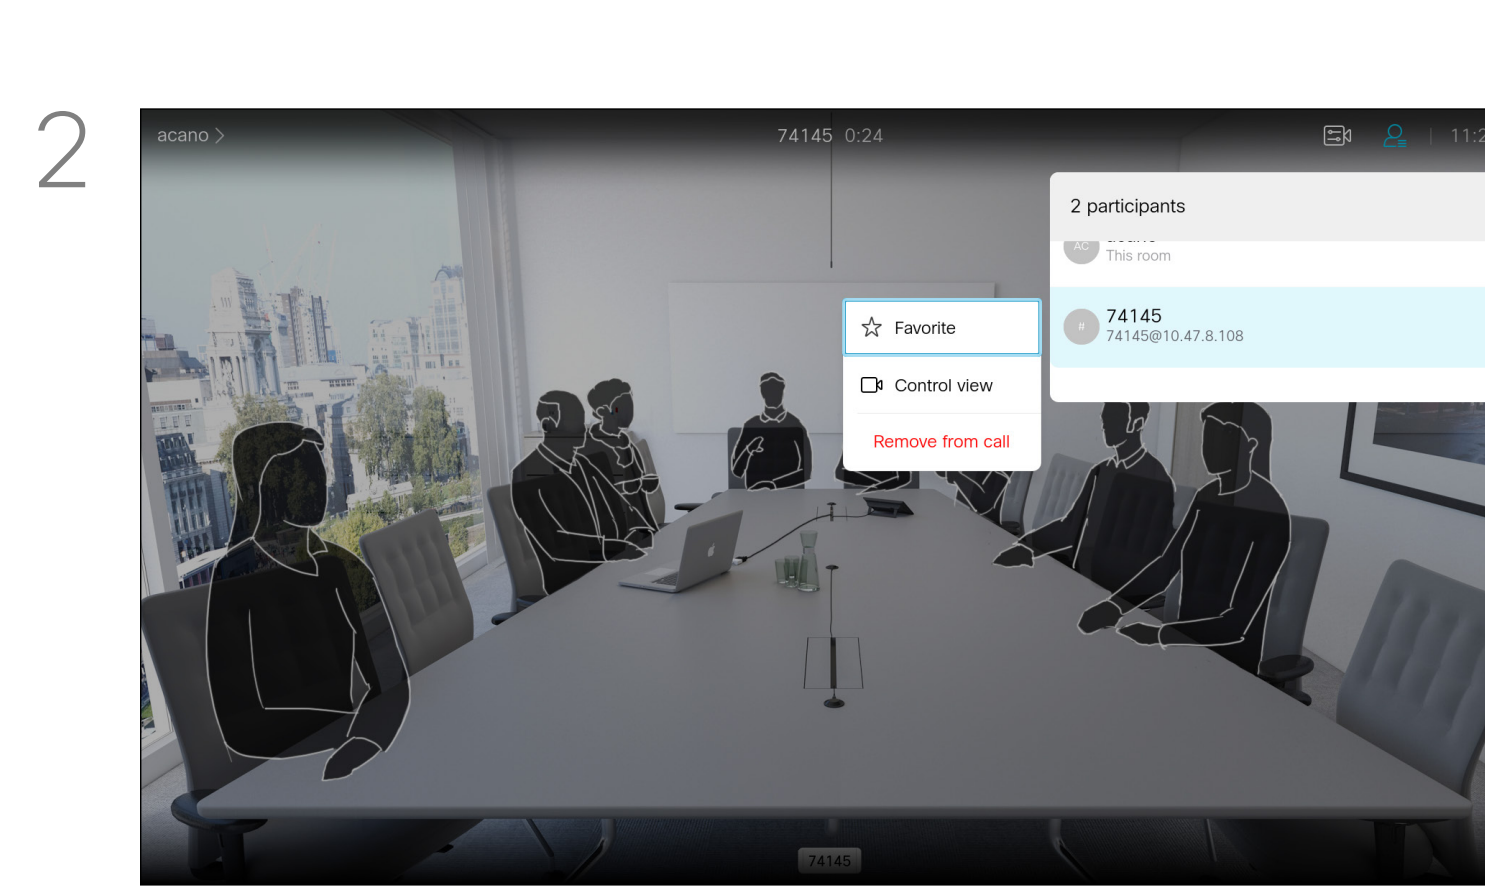 2
acano >
74145 0:24
11:2
2 participants
AC
This room
Favorite
#
74145
74145@10.47.8.108
Control view
Remove from call
74145